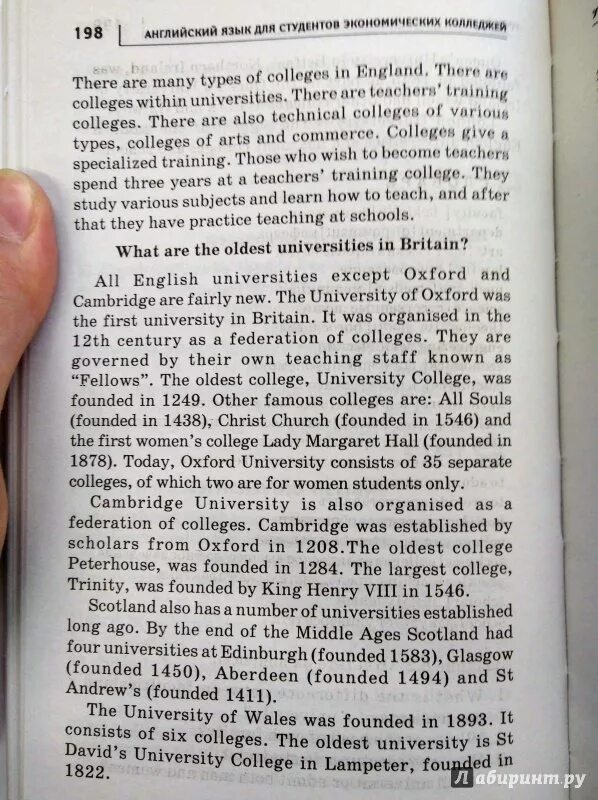 198 АНГЛИЙСКИЙ ЯЗЫК ДЛЯ СТУДЕНТОВ ЭКОНОМИЧЕСКИХ КОЛЛЕДЖЕЙ
There are many types of colleges in England. There are
colleges within universities. There are teachers' training
colleges. There are also technical colleges of various
types, colleges of arts and commerce. Colleges give a
specialized training. Those who wish to become teachers
spend three years at a teachers' training college. They
study various subjects and learn how to teach, and after
that they have practice teaching at schools.
What are the oldest universities in Britain?
All English universities except Oxford and
Cambridge are fairly new. The University of Oxford was
the first university in Britain. It was organised in the
12th century as a federation of colleges. They are
governed by their own teaching staff known as
“Fellows”. The oldest college, University College, was
founded in 1249. Other famous colleges are: All Souls
(founded in 1438), Christ Church (founded in 1546) and
the first women's college Lady Margaret Hall (founded in
1878). Today, Oxford University consists of 35 separate
colleges, of which two are for women students only.
Cambridge University is also organised as a
federation of colleges. Cambridge was established by
scholars from Oxford in 1208.The oldest college
Peterhouse, was founded in 1284. The largest college,
Trinity, was founded by King Henry VIII in 1546.
Scotland also has a number of universities established
long ago. By the end of the Middle Ages Scotland had
four universities at Edinburgh (founded 1583), Glasgow
(founded 1450), Aberdeen (founded 1494) and St
Andrew's (founded 1411).
The University of Wales was founded in 1893. It
consists of six colleges. The oldest university is St
David's University College in Lampeter, founded in
1822.
Лабиринт.ру